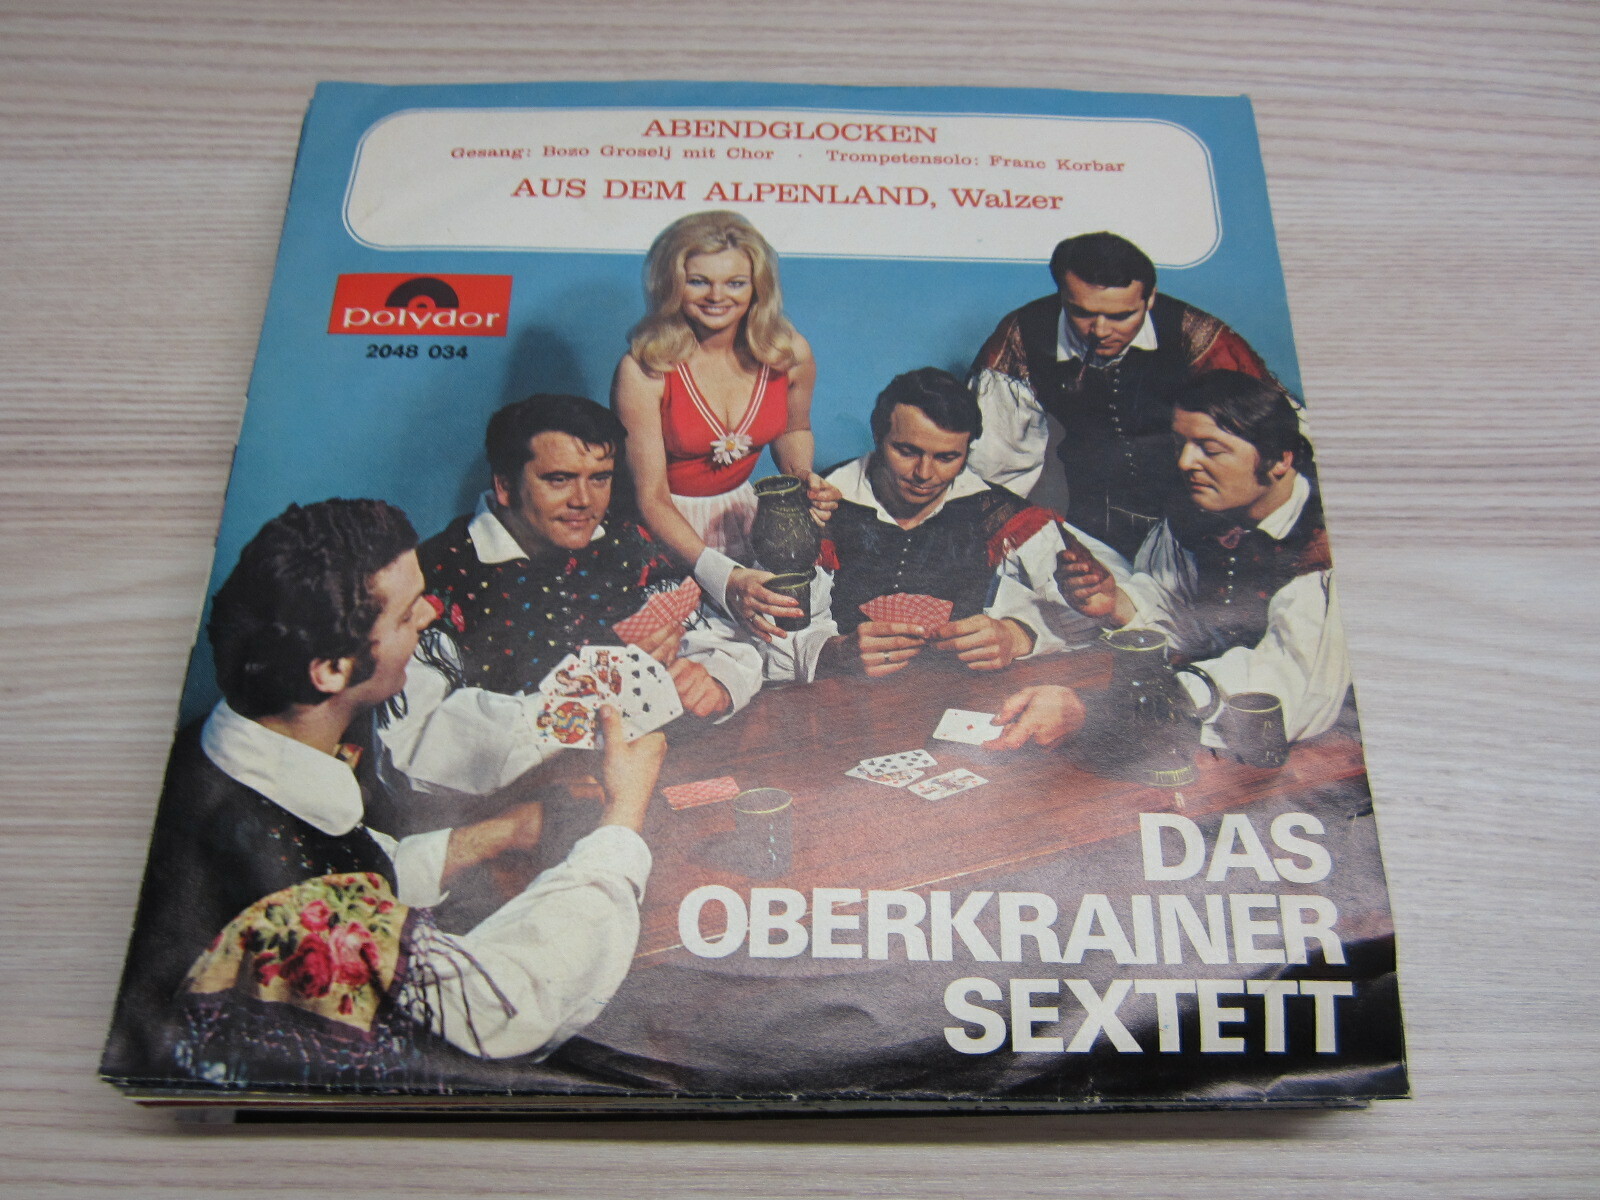 ABENDGLOCKEN
Gesang: Bozo Groselj mit Chor · Trompetensolo: Franc Korbar
AUS DEM ALPENLAND, Walzer
polydor
2048 034
DAS
OBERKRAINER
SEXTETT